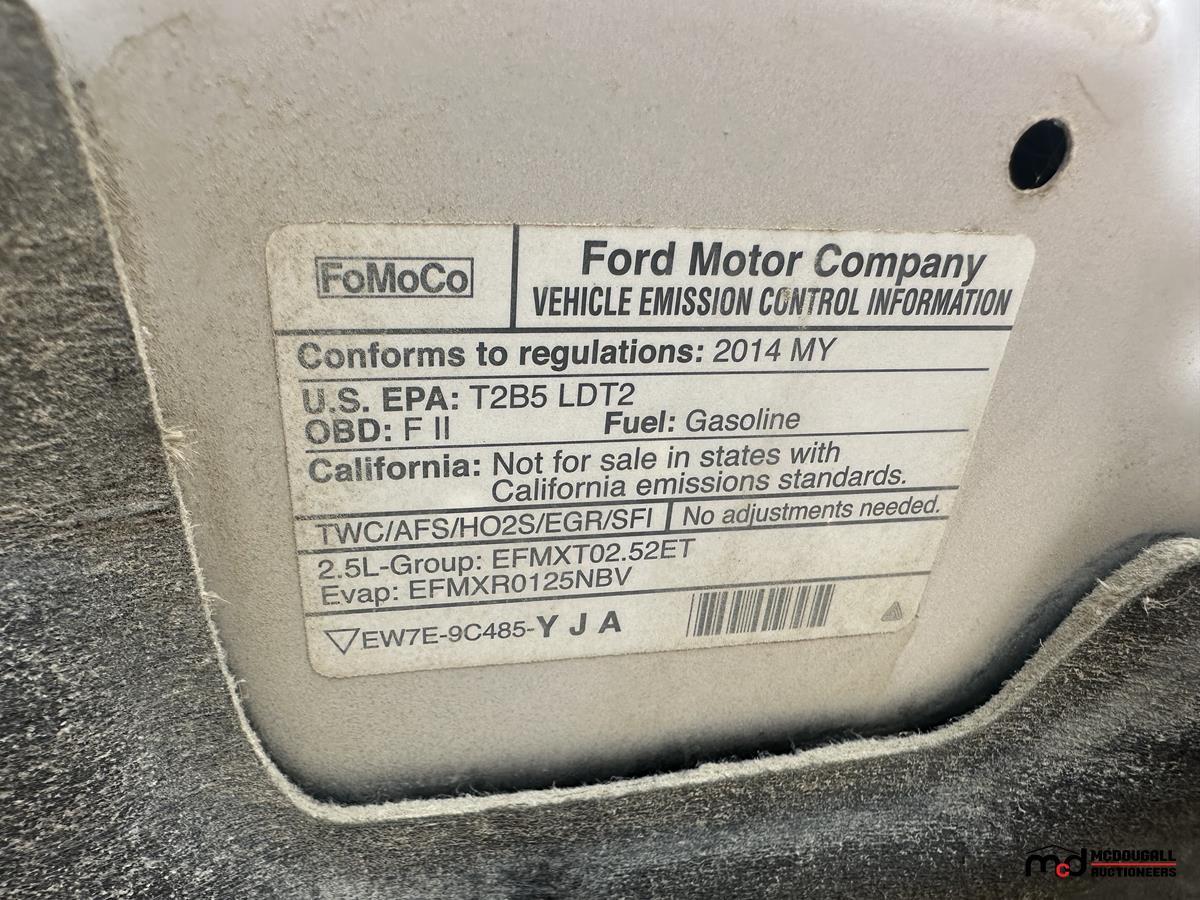 FoMoCo
Ford Motor Company
VEHICLE EMISSION CONTROL INFORMATION
Conforms to regulations: 2014 MY
U.S. EPA: T2B5 LDT2
OBD: F II Fuel: Gasoline
California: Not for sale in states with
California emissions standards.
TWC/AFS/HO2S/EGR/SFI No adjustments needed.
2.5L-Group: EFMXT02.52ET
Evap: EFMXR0125NBV
▽EW7E-9C485-Y J A
mcd MCDOUGALL
AUCTIONEERS